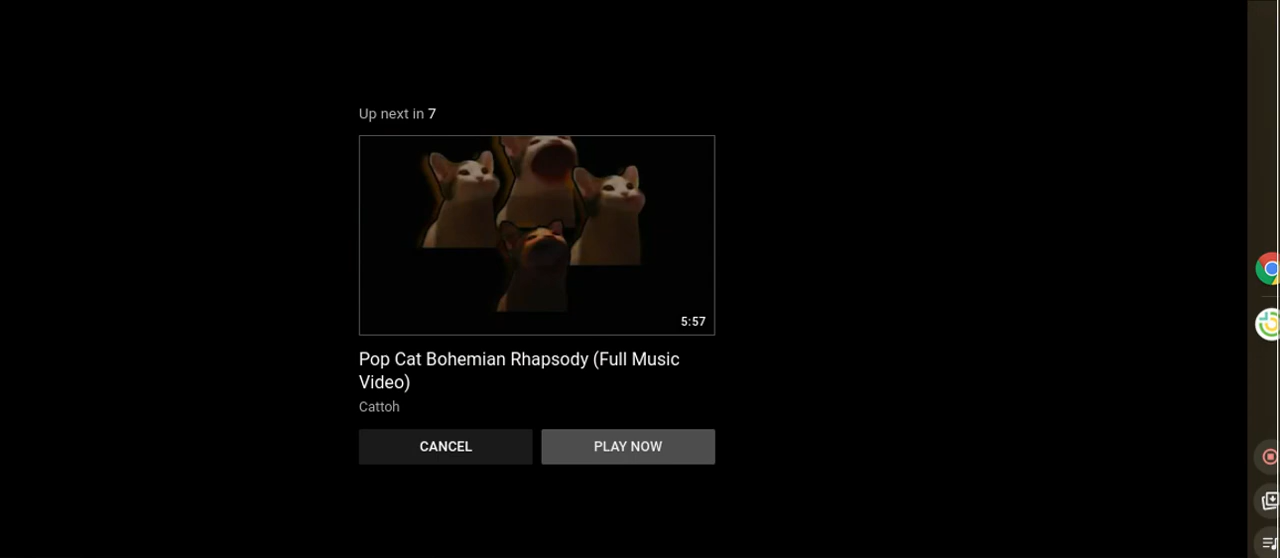 Up next in 7
5:57
Pop Cat Bohemian Rhapsody (Full Music
Video)
Cattoh
CANCEL
PLAY NOW